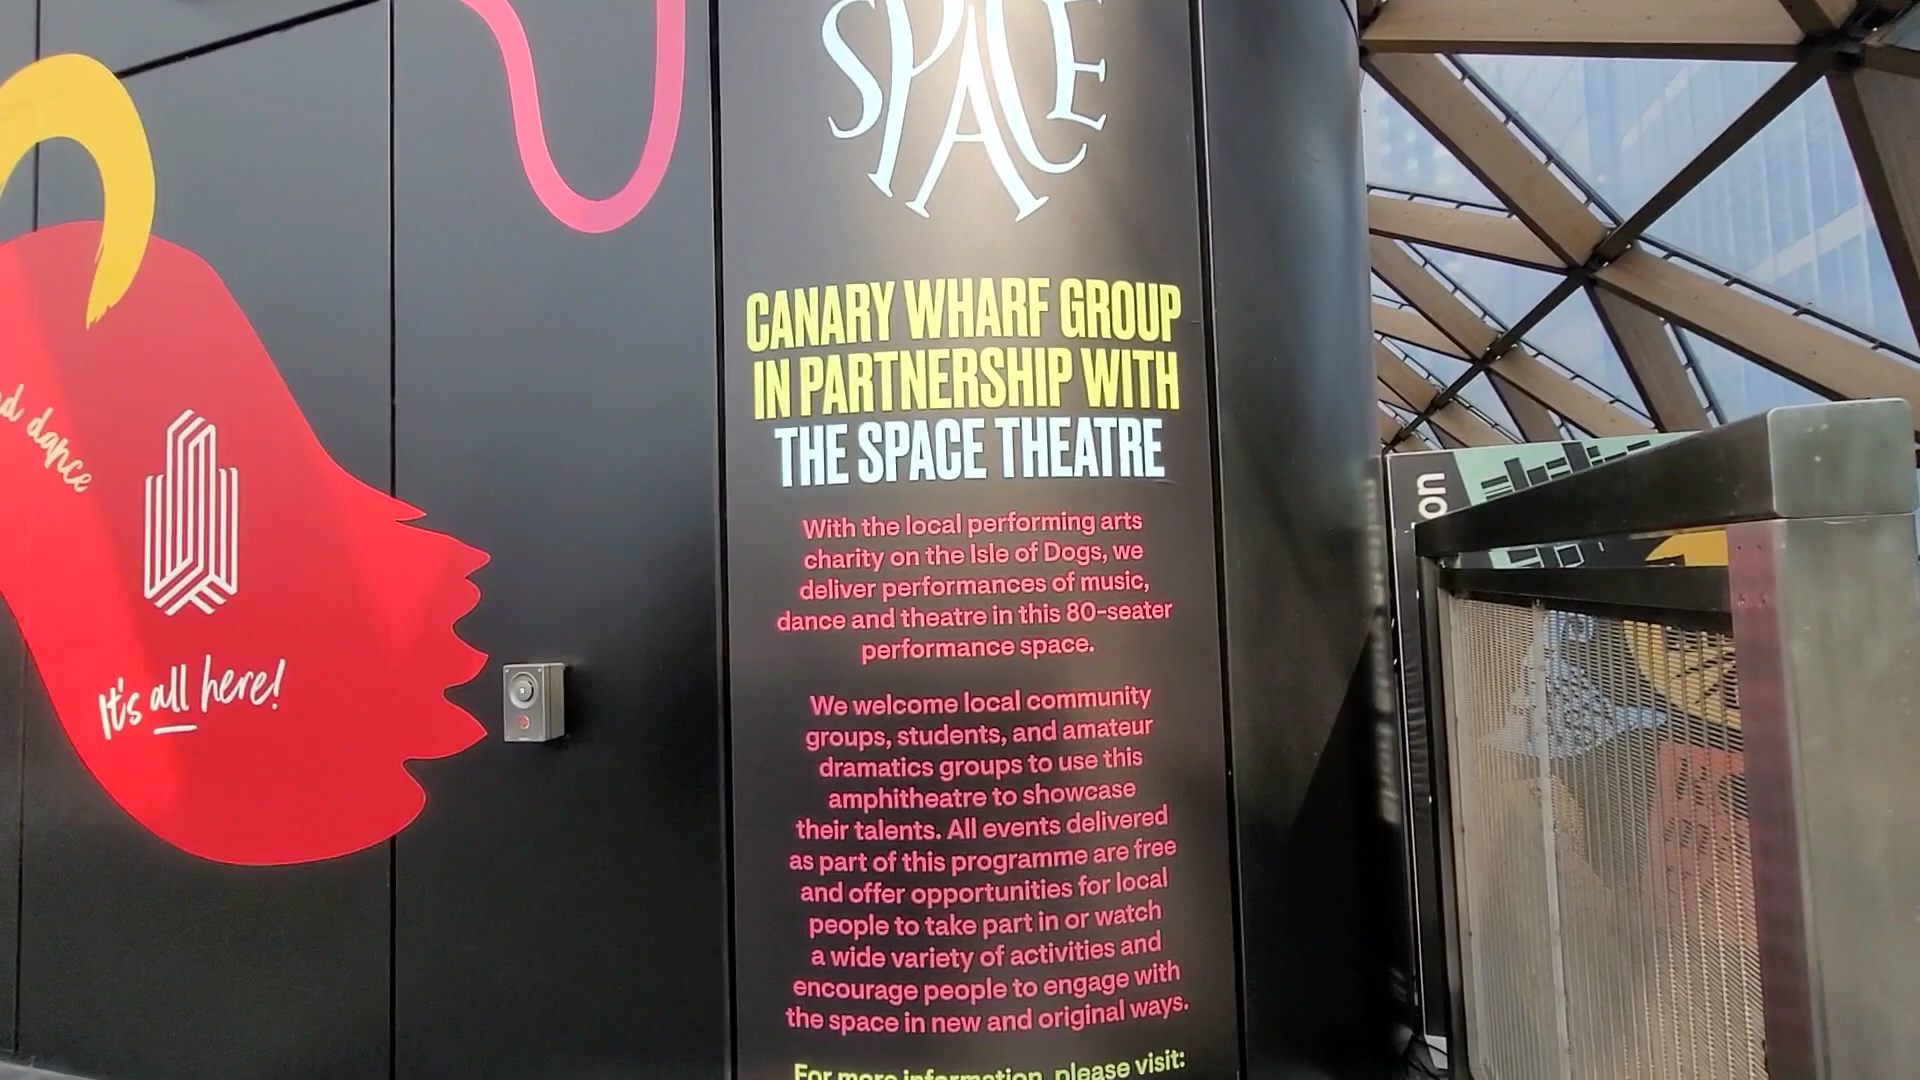 SPACE
CANARY WHARF GROUP
IN PARTNERSHIP WITH
THE SPACE THEATRE
With the local performing arts
charity on the Isle of Dogs, we
deliver performances of music,
dance and theatre in this 80-seater
performance space.
We welcome local community
groups, students, and amateur
dramatics groups to use this
amphitheatre to showcase
their talents. All events delivered
as part of this programme are free
and offer opportunities for local
people to take part in or watch
a wide variety of activities and
encourage people to engage with
the space in new and original ways.
For more information, please visit:
dance
It's all here!
on